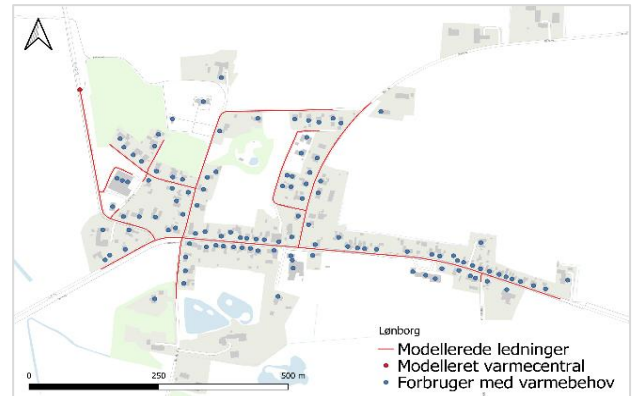 Lønborg
Modellerede ledninger
Modelleret varmecentral
Forbruger med varmebehov
0 250 500 m